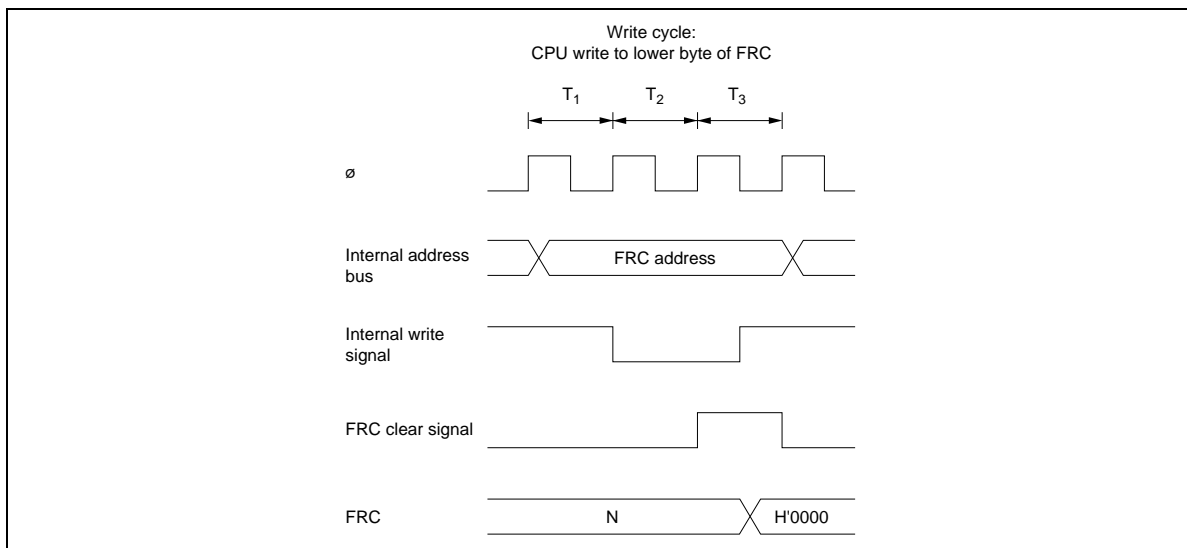 Write cycle:
CPU write to lower byte of FRC
T1 T2 T3
ø
Internal address
bus
FRC address
Internal write
signal
FRC clear signal
FRC
N
H'0000